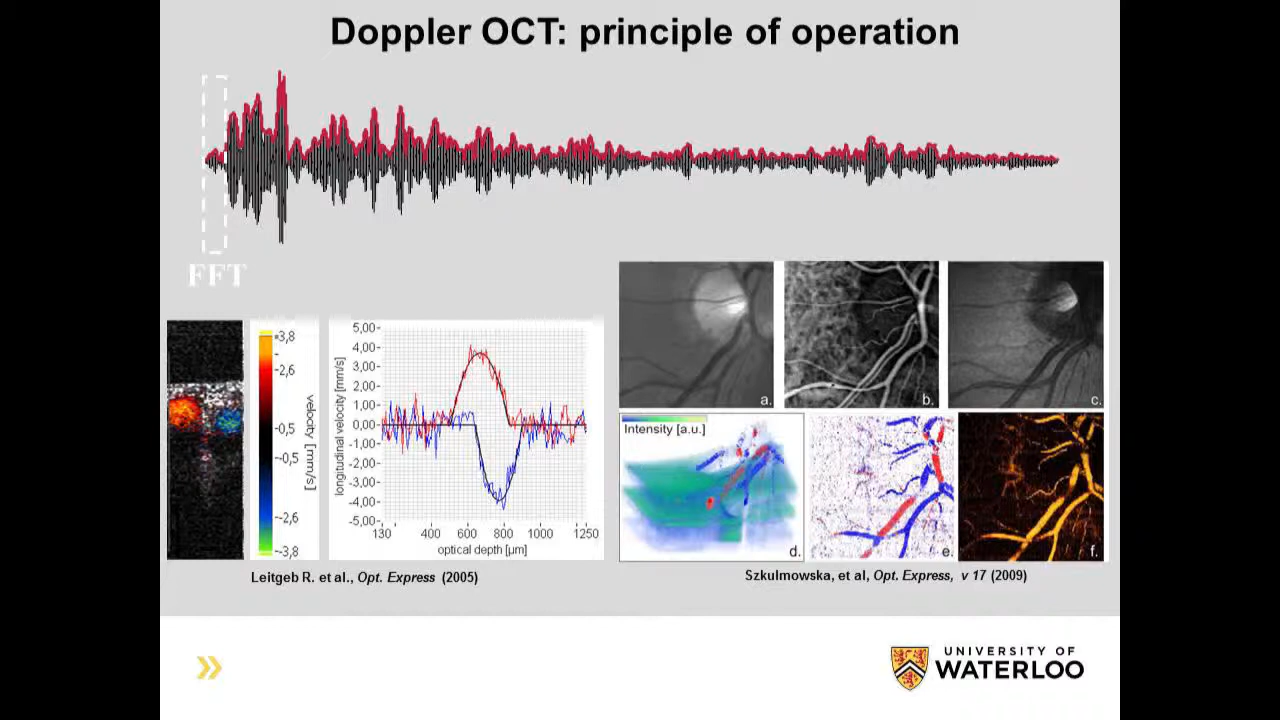 Doppler OCT: principle of operation
FFT
3,8
2,6
0,5
-0,5
-2,6
-3,8
velocity [mm/s]
longitudinal velocity [mm/s]
5,00
4,00
3,00
2,00
1,00
0,00
-1,00
-2,00
-3,00
-4,00
-5,00
130 400 600 800 1000 1250
optical depth [µm]
a.
b.
c.
Intensity [a.u.]
d.
e.
f.
Leitgeb R. et al., Opt. Express (2005)
Szkulmowska, et al, Opt. Express, v 17 (2009)
UNIVERSITY OF
WATERLOO